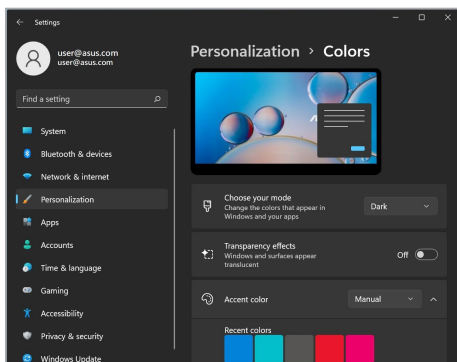 Settings
user@asus.com
user@asus.com
Find a setting
System
Bluetooth & devices
Network & internet
Personalization
Apps
Accounts
Time & language
Gaming
Accessibility
Privacy & security
Windows Update
Personalization > Colors
Choose your mode
Change the colors that appear in
Windows and your apps
Dark
Transparency effects
Windows and surfaces appear
translucent
Off
Accent color
Manual
Recent colors